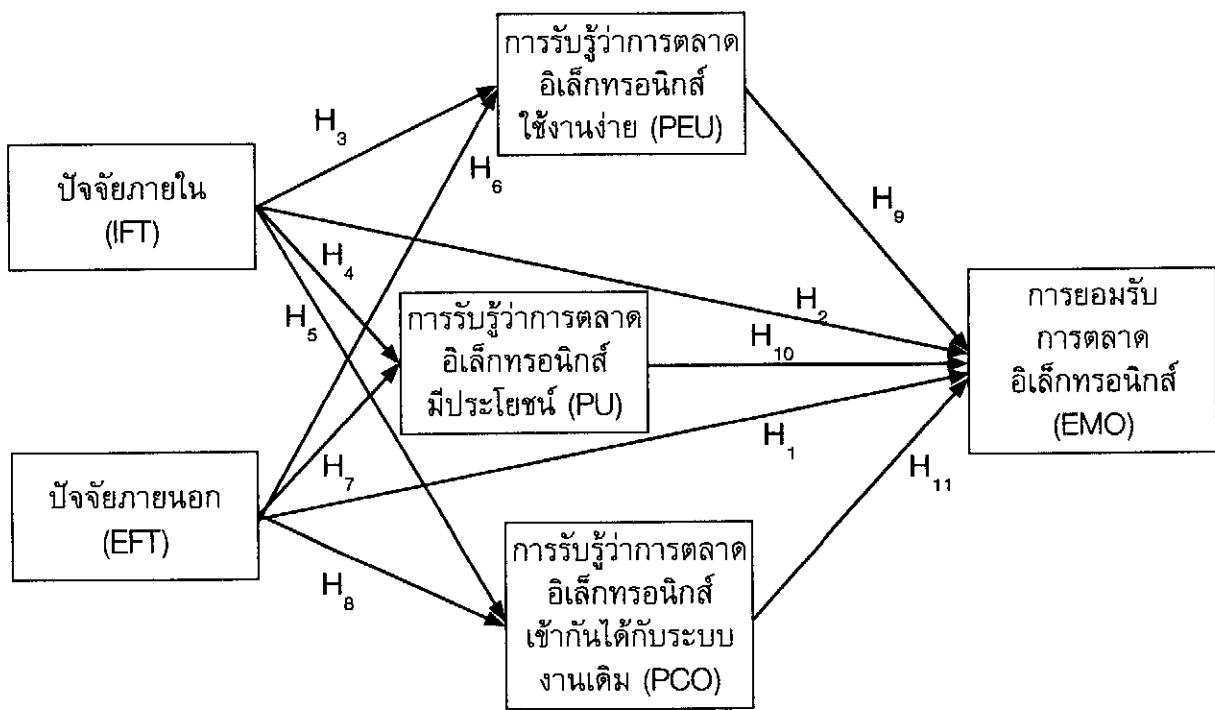 การรับรู้ว่าการตลาด
อิเล็กทรอนิกส์
ใช้งานง่าย (PEU)
H₃
H₆
ปัจจัยภายใน
(IFT)
H₉
H₄
H₅
H₂
การรับรู้ว่าการตลาด
อิเล็กทรอนิกส์
มีประโยชน์ (PU)
H₁₀
การยอมรับ
การตลาด
อิเล็กทรอนิกส์
(EMO)
H₁
H₇
H₁₁
ปัจจัยภายนอก
(EFT)
H₈
การรับรู้ว่าการตลาด
อิเล็กทรอนิกส์
เข้ากันได้กับระบบ
งานเดิม (PCO)